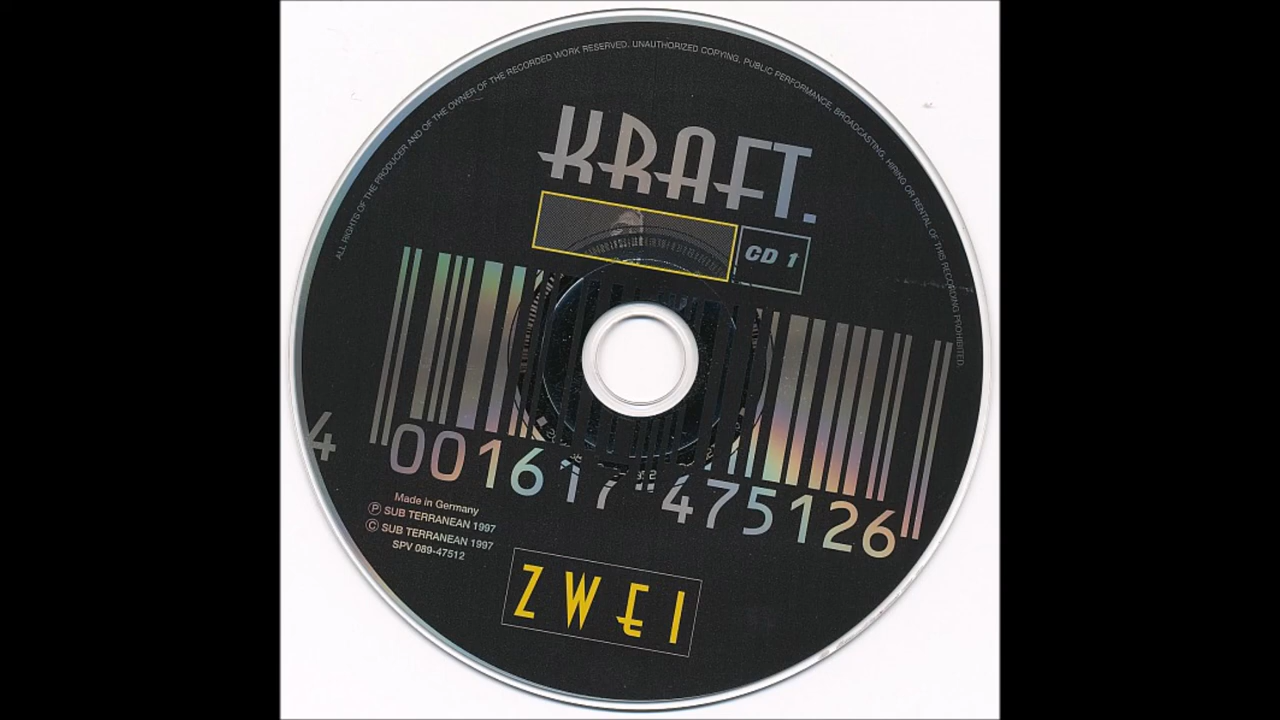 ALL RIGHTS OF THE PRODUCER AND OF THE OWNER OF THE RECORDED WORK RESERVED. UNAUTHORIZED COPYING, PUBLIC PERFORMANCE, BROADCASTING, HIRING OR RENTAL OF THIS RECORDING PROHIBITED.
KRAFT.
CD 1
4 001617 475126
Made in Germany
Ⓟ SUB TERRANEAN 1997
© SUB TERRANEAN 1997
SPV 089-47512
ZWEI